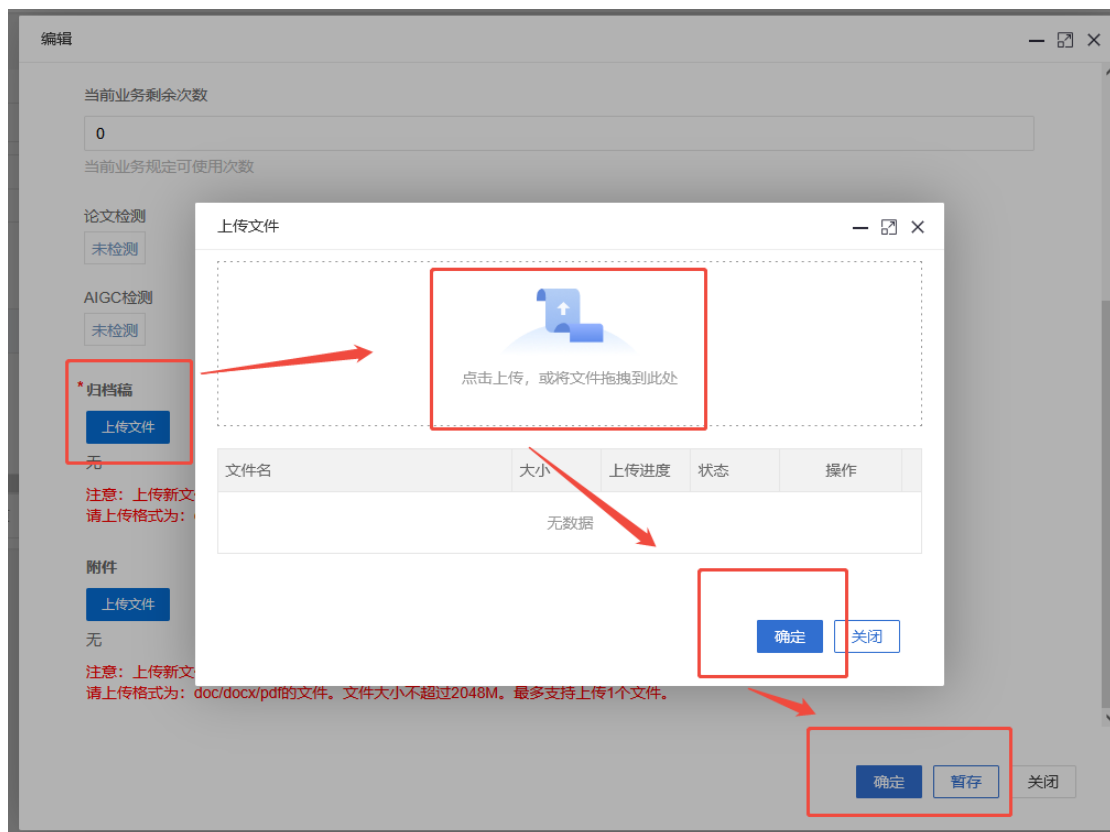 编辑
当前业务剩余次数
0
当前业务规定可使用次数
论文检测
未检测
AIGC检测
未检测
*归档稿
上传文件
无
注意：上传新文
请上传格式为：
附件
上传文件
无
注意：上传新文
请上传格式为：doc/docx/pdf的文件。文件大小不超过2048M。最多支持上传1个文件。
上传文件
点击上传，或将文件拖拽到此处
文件名 大小 上传进度 状态 操作
无数据
确定 关闭
确定 暂存 关闭